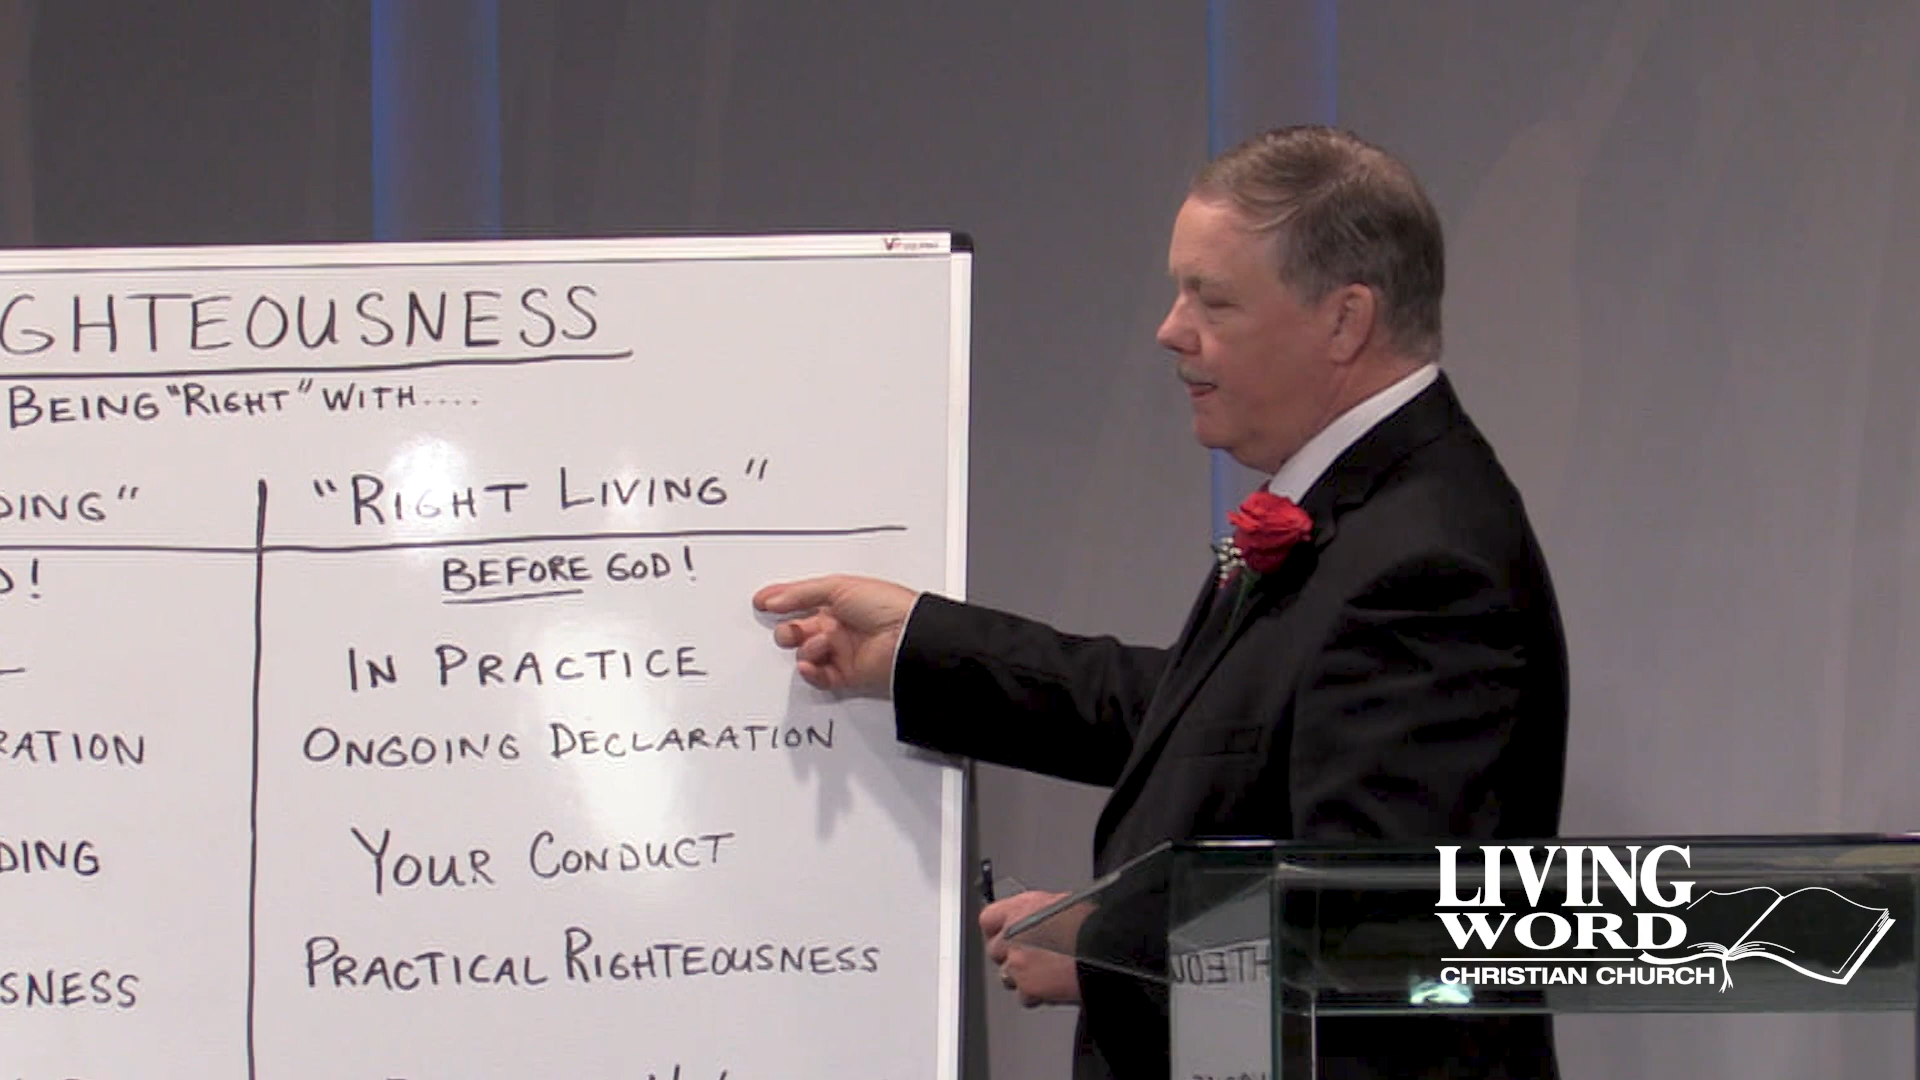 GHTEOUSNESS
BEING "RIGHT" WITH....
DING" "RIGHT LIVING"
D! BEFORE GOD!
IN PRACTICE
RATION ONGOING DECLARATION
DING YOUR CONDUCT
SNESS PRACTICAL RIGHTEOUSNESS
LIVING
WORD
CHRISTIAN CHURCH